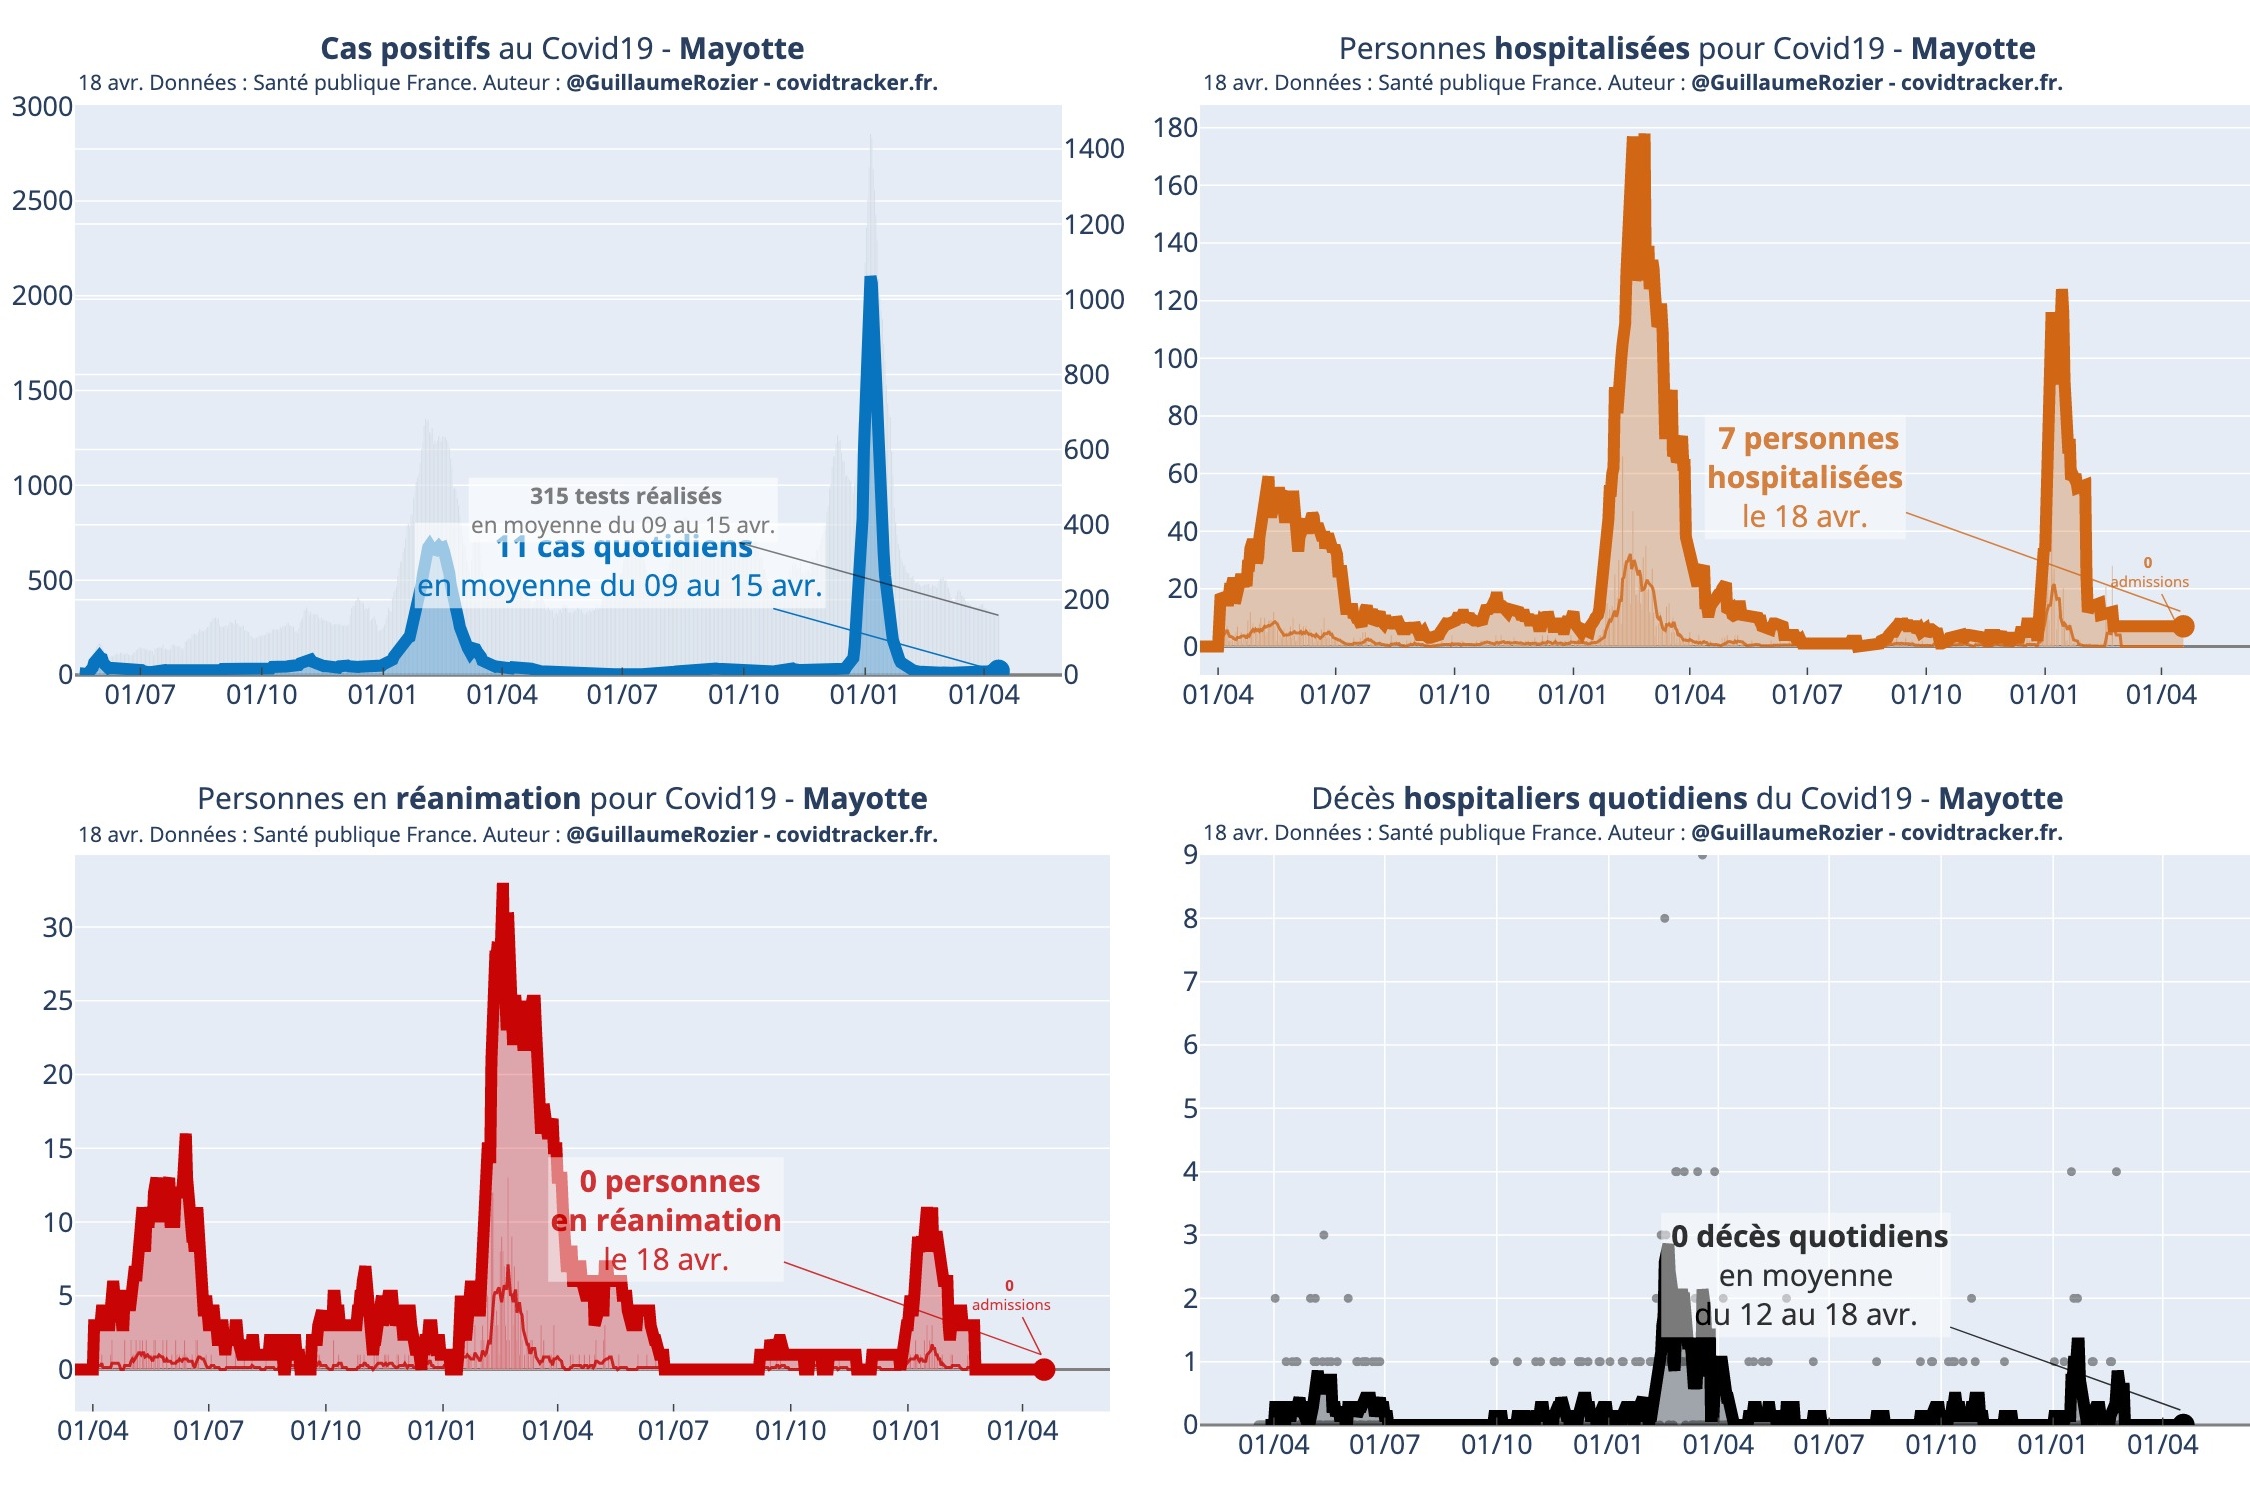 Cas positifs au Covid19 - Mayotte
18 avr. Données : Santé publique France. Auteur : @GuillaumeRozier - covidtracker.fr.
3000
2500
2000
1500
1000
500
0
1400
1200
1000
800
600
400
200
0
315 tests réalisés
en moyenne du 09 au 15 avr.
11 cas quotidiens
en moyenne du 09 au 15 avr.
01/07 01/10 01/01 01/04 01/07 01/10 01/01 01/04
Personnes hospitalisées pour Covid19 - Mayotte
18 avr. Données : Santé publique France. Auteur : @GuillaumeRozier - covidtracker.fr.
180
160
140
120
100
80
60
40
20
0
7 personnes
hospitalisées
le 18 avr.
0
admissions
01/04 01/07 01/10 01/01 01/04 01/07 01/10 01/01 01/04
Personnes en réanimation pour Covid19 - Mayotte
18 avr. Données : Santé publique France. Auteur : @GuillaumeRozier - covidtracker.fr.
30
25
20
15
10
5
0
0 personnes
en réanimation
le 18 avr.
0
admissions
01/04 01/07 01/10 01/01 01/04 01/07 01/10 01/01 01/04
Décès hospitaliers quotidiens du Covid19 - Mayotte
18 avr. Données : Santé publique France. Auteur : @GuillaumeRozier - covidtracker.fr.
9
8
7
6
5
4
3
2
1
0
0 décès quotidiens
en moyenne
du 12 au 18 avr.
01/04 01/07 01/10 01/01 01/04 01/07 01/10 01/01 01/04